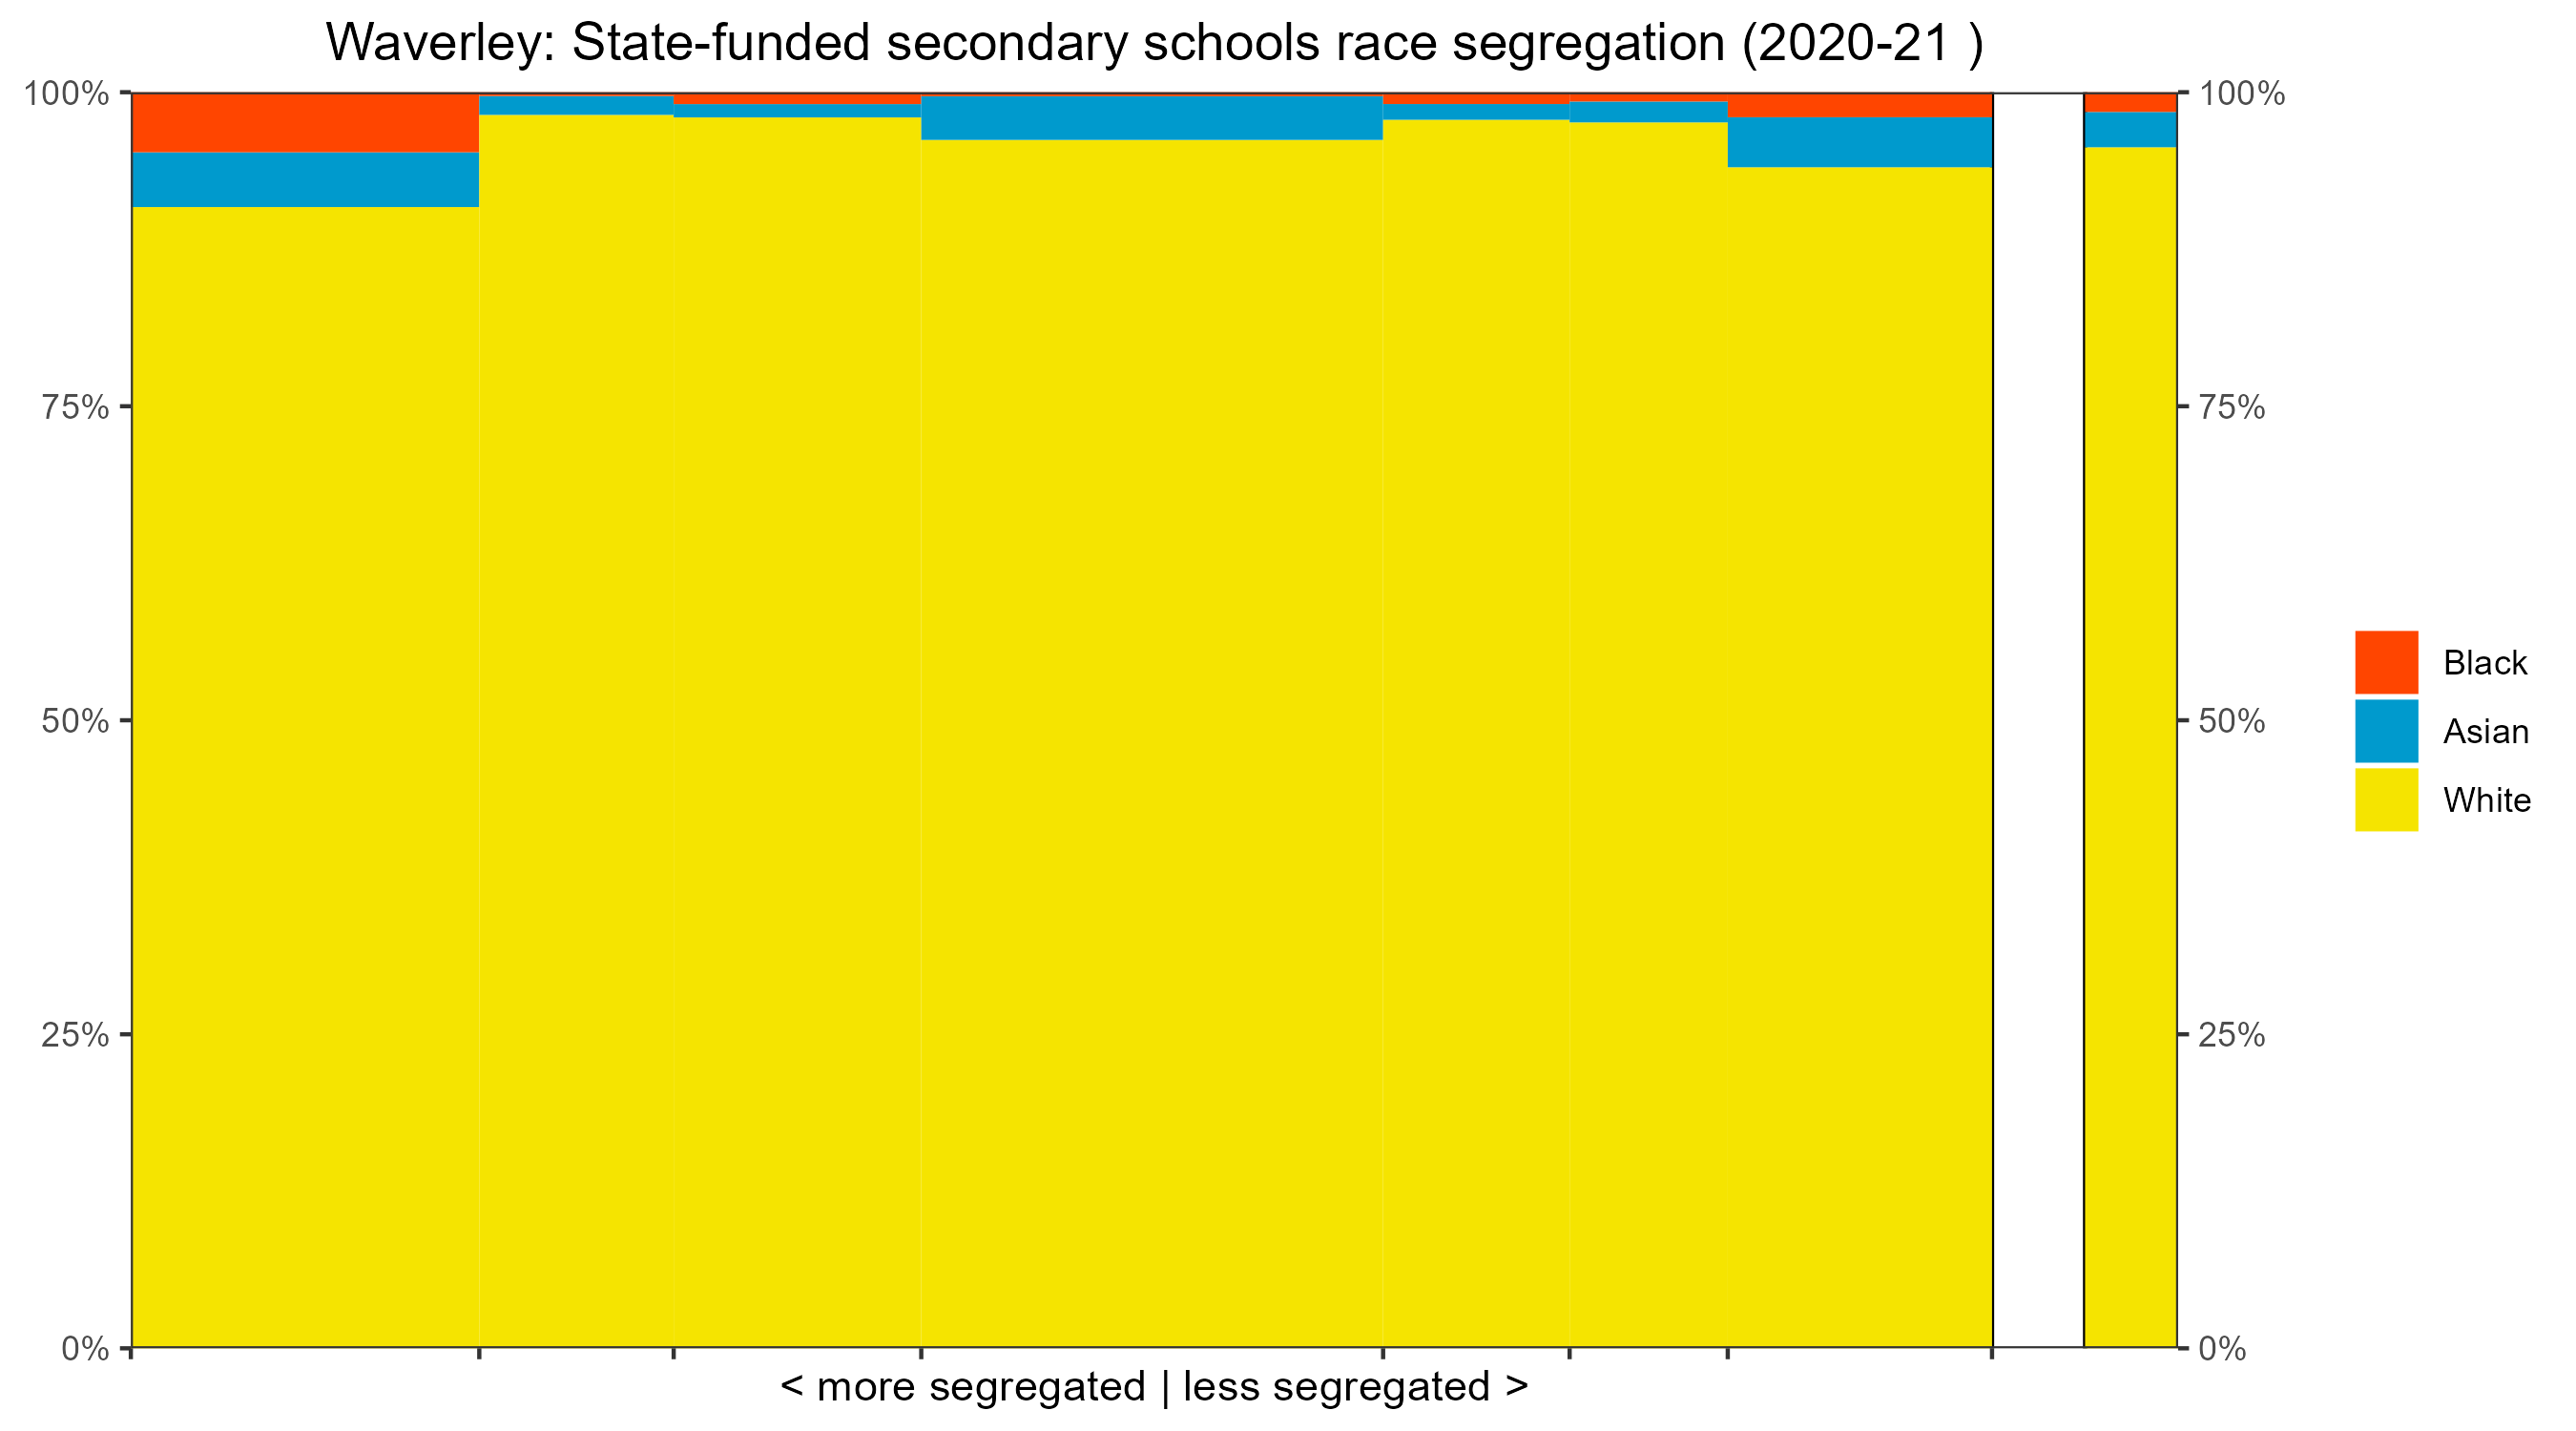 Waverley: State-funded secondary schools race segregation (2020-21 )
100%
75%
50%
25%
0%
100%
75%
50%
25%
0%
Black
Asian
White
< more segregated | less segregated >